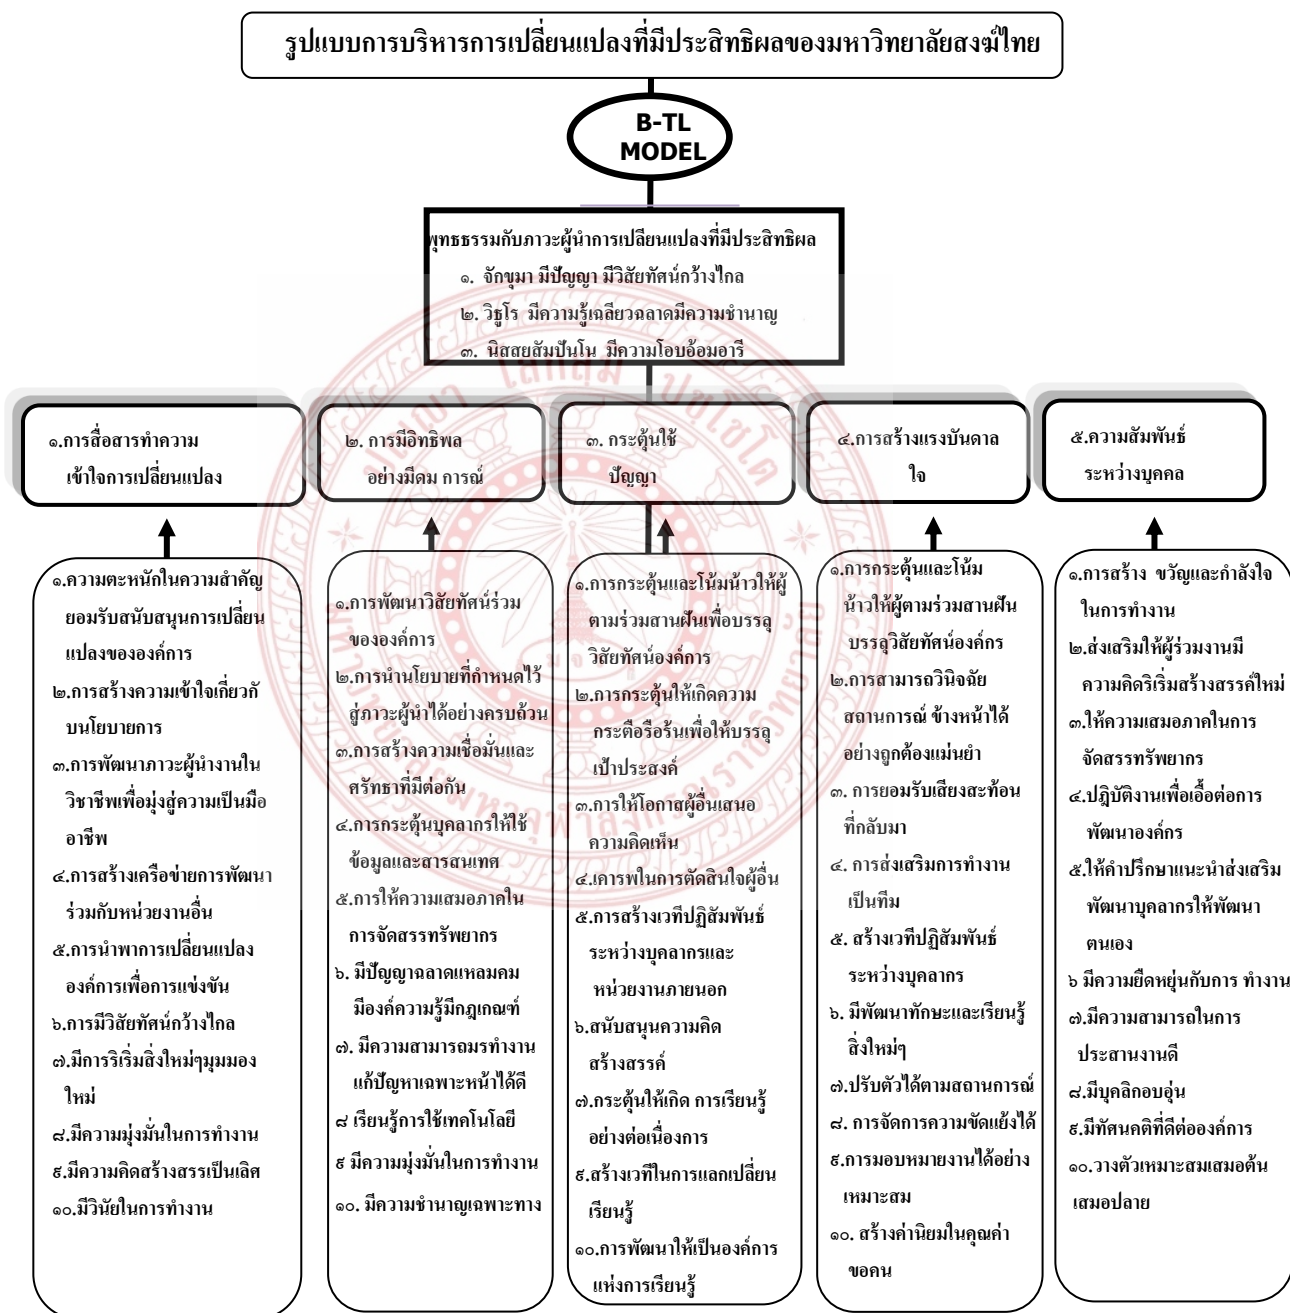 รูปแบบการบริหารการเปลี่ยนแปลงที่มีประสิทธิผลของมหาวิทยาลัยสงฆ์ไทย
B-TL
MODEL
พุทธธรรมกับภาวะผู้นำการเปลี่ยนแปลงที่มีประสิทธิผล
๑. จักขุมา มีปัญญา มีวิสัยทัศน์กว้างไกล
๒. วิธูโร มีความรู้เฉลียวฉลาดมีความชำนาญ
๓. นิสสยสัมปันโน มีความโอบอ้อมอารี
๑.การสื่อสารทำความ
เข้าใจการเปลี่ยนแปลง
๒. การมีอิทธิพล
อย่างมีดม การณ์
๓. กระตุ้นใช้
ปัญญา
๔.การสร้างแรงบันดาล
ใจ
๕.ความสัมพันธ์
ระหว่างบุคคล
๑.ความตะหนักในความสำคัญ
ยอมรับสนับสนุนการเปลี่ยน
แปลงขององค์การ
๒.การสร้างความเข้าใจเกี่ยวกั
บนโยบายการ
๓.การพัฒนาภาวะผู้นำงานใน
วิชาชีพเพื่อมุ่งสู่ความเป็นมือ
อาชีพ
๔.การสร้างเครือข่ายการพัฒนา
ร่วมกับหน่วยงานอื่น
๕.การนำพาการเปลี่ยนแปลง
องค์การเพื่อการแข่งขัน
๖.การมีวิสัยทัศน์กว้างไกล
๗.มีการริเริ่มสิ่งใหม่ๆมุมมอง
ใหม่
๘.มีความมุ่งมั่นในการทำงาน
๙.มีความคิดสร้างสรรเป็นเลิศ
๑๐.มีวินัยในการทำงาน
๑.การพัฒนาวิสัยทัศน์ร่วม
ขององค์การ
๒.การนำนโยบายที่กำหนดไว้
สู่ภาวะผู้นำได้อย่างครบถ้วน
๓.การสร้างความเชื่อมั่นและ
ศรัทธาที่มีต่อกัน
๔.การกระตุ้นบุคลากรให้ใช้
ข้อมูลและสารสนเทศ
๕.การให้ความเสมอภาคใน
การจัดสรรทรัพยากร
๖. มีปัญญาฉลาดแหลมคม
มีองค์ความรู้มีกฎเกณฑ์
๗. มีความสามารถมรทำงาน
แก้ปัญหาเฉพาะหน้าได้ดี
๘ เรียนรู้การใช้เทคโนโลยี
๙ มีความมุ่งมั่นในการทำงาน
๑๐. มีความชำนาญเฉพาะทาง
๑.การกระตุ้นและโน้มน้าวให้ผู้
ตามร่วมสานฝันเพื่อบรรลุ
วิสัยทัศน์องค์การ
๒.การกระตุ้นให้เกิดความ
กระตือรือร้นเพื่อให้บรรลุ
เป้าประสงค์
๓.การให้โอกาสผู้อื่นเสนอ
ความคิดเห็น
๔.เคารพในการตัดสินใจผู้อื่น
๕.การสร้างเวทีปฏิสัมพันธ์
ระหว่างบุคลากรและ
หน่วยงานภายนอก
๖.สนับสนุนความคิด
สร้างสรรค์
๗.กระตุ้นให้เกิด การเรียนรู้
อย่างต่อเนื่องการ
๙.สร้างเวทีในการแลกเปลี่ยน
เรียนรู้
๑๐.การพัฒนาให้เป็นองค์การ
แห่งการเรียนรู้
๑.การกระตุ้นและโน้ม
น้าวให้ผู้ตามร่วมสานฝัน
บรรลุวิสัยทัศน์องค์กร
๒.การสามารถวินิจฉัย
สถานการณ์ ข้างหน้าได้
อย่างถูกต้องแม่นยำ
๓. การยอมรับเสียงสะท้อน
ที่กลับมา
๔. การส่งเสริมการทำงาน
เป็นทีม
๕. สร้างเวทีปฏิสัมพันธ์
ระหว่างบุคลากร
๖. มีพัฒนาทักษะและเรียนรู้
สิ่งใหม่ๆ
๗.ปรับตัวได้ตามสถานการณ์
๘. การจัดการความขัดแย้งได้
๙.การมอบหมายงานได้อย่าง
เหมาะสม
๑๐. สร้างค่านิยมในคุณค่า
ขอคน
๑.การสร้าง ขวัญและกำลังใจ
ในการทำงาน
๒.ส่งเสริมให้ผู้ร่วมงานมี
ความคิดริเริ่มสร้างสรรค์ใหม่
๓.ให้ความเสมอภาคในการ
จัดสรรทรัพยากร
๔.ปฎิบัติงานเพื่อเอื้อต่อการ
พัฒนาองค์กร
๕.ให้คำปรึกษาแนะนำส่งเสริม
พัฒนาบุคลากรให้พัฒนา
ตนเอง
๖ มีความยืดหยุ่นกับการ ทำงาน
๗.มีความสามารถในการ
ประสานงานดี
๘.มีบุคลิกอบอุ่น
๙.มีทัศนคติที่ดีต่อองค์การ
๑๐.วางตัวเหมาะสมเสมอต้น
เสมอปลาย
ปญฺญา โลกสฺมิ ปชฺโชโต
มหาวิทยาลัยมหาจุฬาลงกรณราชวิทยาลัย